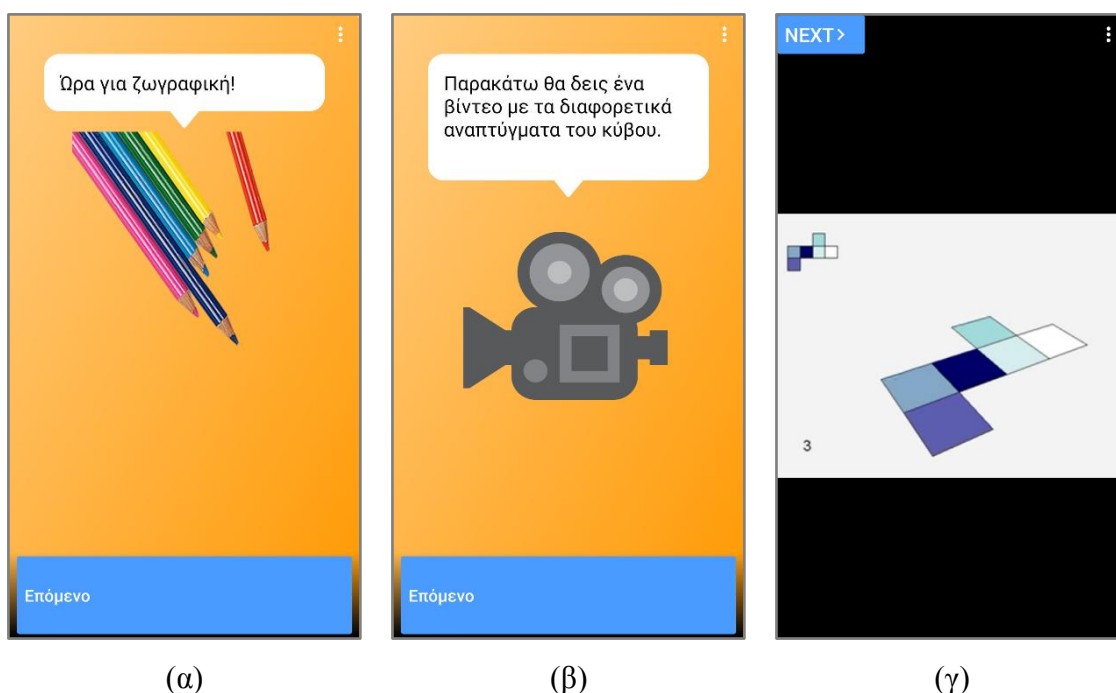 Ώρα για ζωγραφική!
Επόμενο
Παρακάτω θα δεις ένα
βίντεο με τα διαφορετικά
αναπτύγματα του κύβου.
Επόμενο
NEXT>
3
(α)
(β)
(γ)